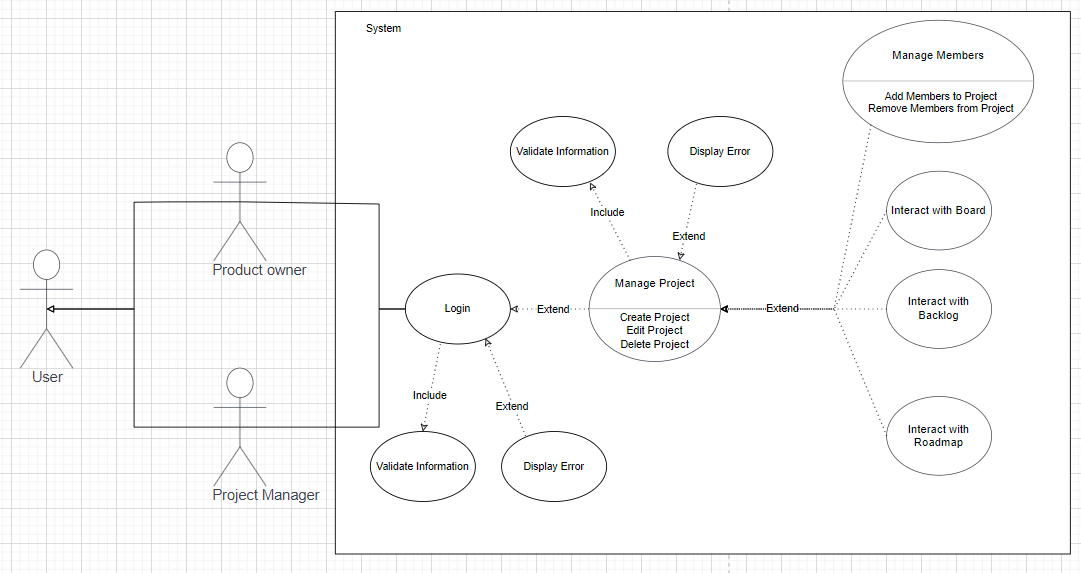 System
Manage Members
Add Members to Project
Remove Members from Project
Validate Information
Display Error
Include
Interact with Board
Extend
Product owner
Manage Project
Login
Extend
Create Project
Edit Project
Delete Project
Extend
Interact with
Backlog
User
Include
Extend
Interact with
Roadmap
Validate Information
Display Error
Project Manager